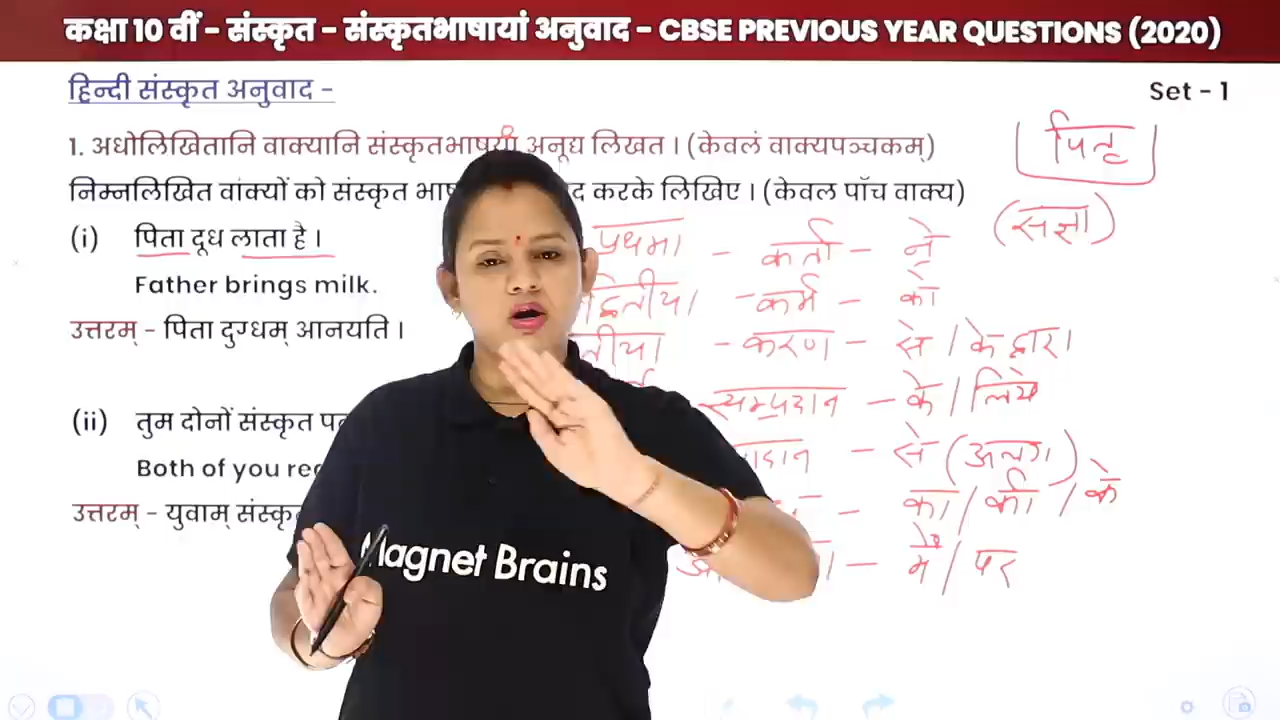 कक्षा 10 वीं - संस्कृत - संस्कृतभाषायां अनुवाद - CBSE PREVIOUS YEAR QUESTIONS (2020)
हिन्दी संस्कृत अनुवाद -
Set - 1
1. अधोलिखितानि वाक्यानि संस्कृतभाषयां अनूद्य लिखत । (केवलं वाक्यपञ्चकम्)
पितृ
निम्नलिखित वांक्यों को संस्कृत करके लिखिए । (केवल पाँच वाक्य)
(संज्ञा)
(i) पिता दूध लाता है ।
प्रथमा - कर्ता - ने
Father brings milk.
द्वितीया - कर्म - को
उत्तरम् - पिता दुग्धम् आनयति ।
- करण - से / के द्वारा
सम्प्रदान - के / लिये
(ii) तुम दोनों संस्कृत
- से (अलग)
Both of you
- का / की / के
उत्तरम् - युवाम्
- में / पर
Magnet Brains